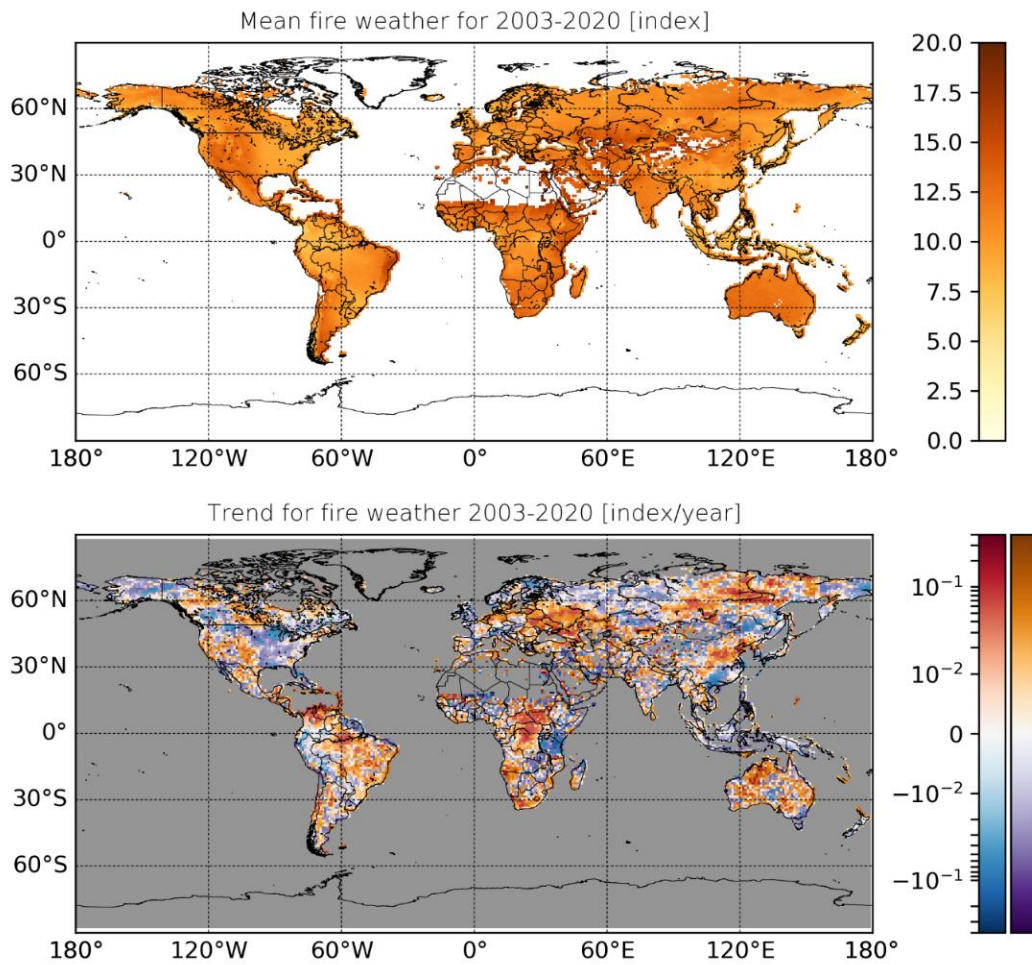 Mean fire weather for 2003-2020 [index]
60°N
30°N
0°
30°S
60°S
180° 120°W 60°W 0° 60°E 120°E 180°
20.0
17.5
15.0
12.5
10.0
7.5
5.0
2.5
0.0
Trend for fire weather 2003-2020 [index/year]
60°N
30°N
0°
30°S
60°S
180° 120°W 60°W 0° 60°E 120°E 180°
10⁻¹
10⁻²
0
−10⁻²
−10⁻¹